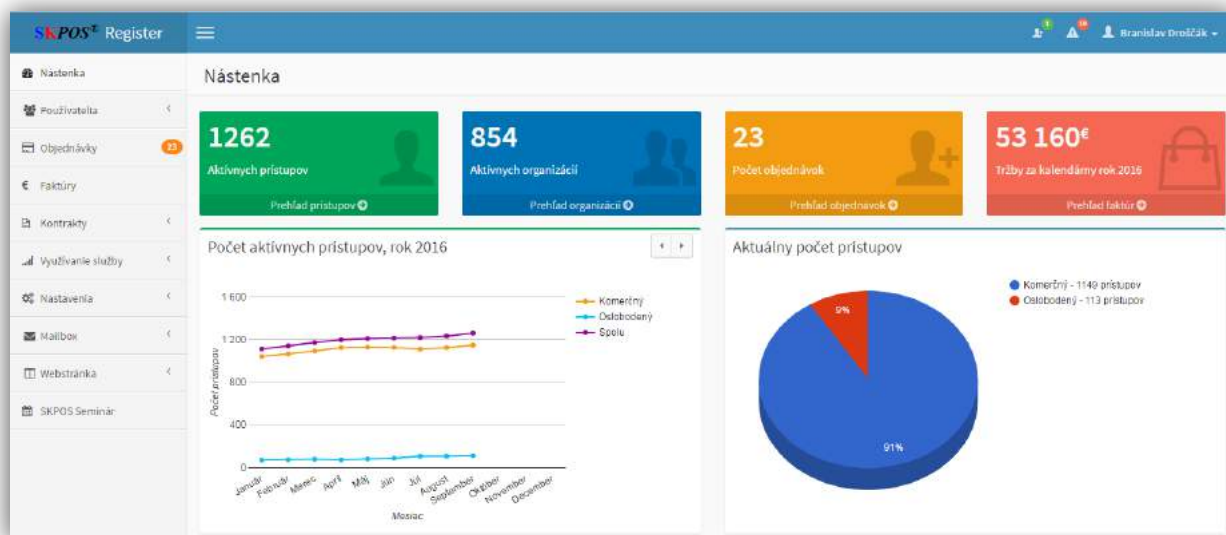 SKPOS® Register
Branislav Droščák
Nástenka
Používatelia
Objednávky 23
€ Faktúry
Kontrakty
Využívanie služby
Nastavenia
Mailbox
Webstránka
SKPOS Seminár
Nástenka
1262
Aktívnych prístupov
Prehľad prístupov
854
Aktívnych organizácií
Prehľad organizácií
23
Počet objednávok
Prehľad objednávok
53 160€
Tržby za kalendárny rok 2016
Prehľad faktúr
Počet aktívnych prístupov, rok 2016
1 600
1 200
800
400
0
Počet prístupov
Január
Február
Marec
Apríl
Máj
Jún
Júl
August
September
Október
November
December
Mesiac
Komerčný
Oslobodený
Spolu
Aktuálny počet prístupov
9%
91%
Komerčný - 1149 prístupov
Oslobodený - 113 prístupov